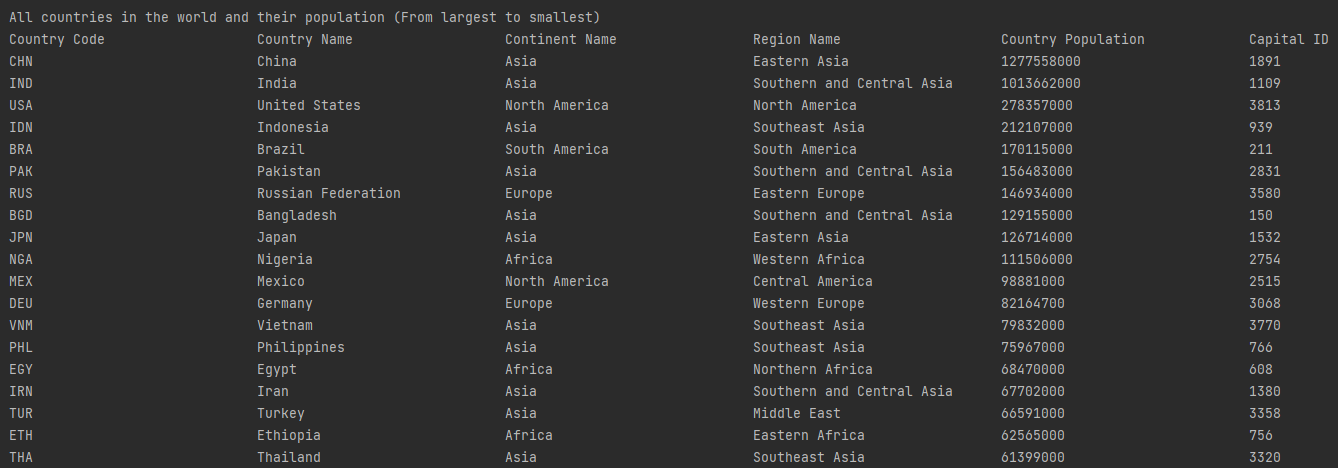 All countries in the world and their population (From largest to smallest)
Country Code Country Name Continent Name Region Name Country Population Capital ID
CHN China Asia Eastern Asia 1277558000 1891
IND India Asia Southern and Central Asia 1013662000 1109
USA United States North America North America 278357000 3813
IDN Indonesia Asia Southeast Asia 212107000 939
BRA Brazil South America South America 170115000 211
PAK Pakistan Asia Southern and Central Asia 156483000 2831
RUS Russian Federation Europe Eastern Europe 146934000 3580
BGD Bangladesh Asia Southern and Central Asia 129155000 150
JPN Japan Asia Eastern Asia 126714000 1532
NGA Nigeria Africa Western Africa 111506000 2754
MEX Mexico North America Central America 98881000 2515
DEU Germany Europe Western Europe 82164700 3068
VNM Vietnam Asia Southeast Asia 79832000 3770
PHL Philippines Asia Southeast Asia 75967000 766
EGY Egypt Africa Northern Africa 68470000 608
IRN Iran Asia Southern and Central Asia 67702000 1380
TUR Turkey Asia Middle East 66591000 3358
ETH Ethiopia Africa Eastern Africa 62565000 756
THA Thailand Asia Southeast Asia 61399000 3320